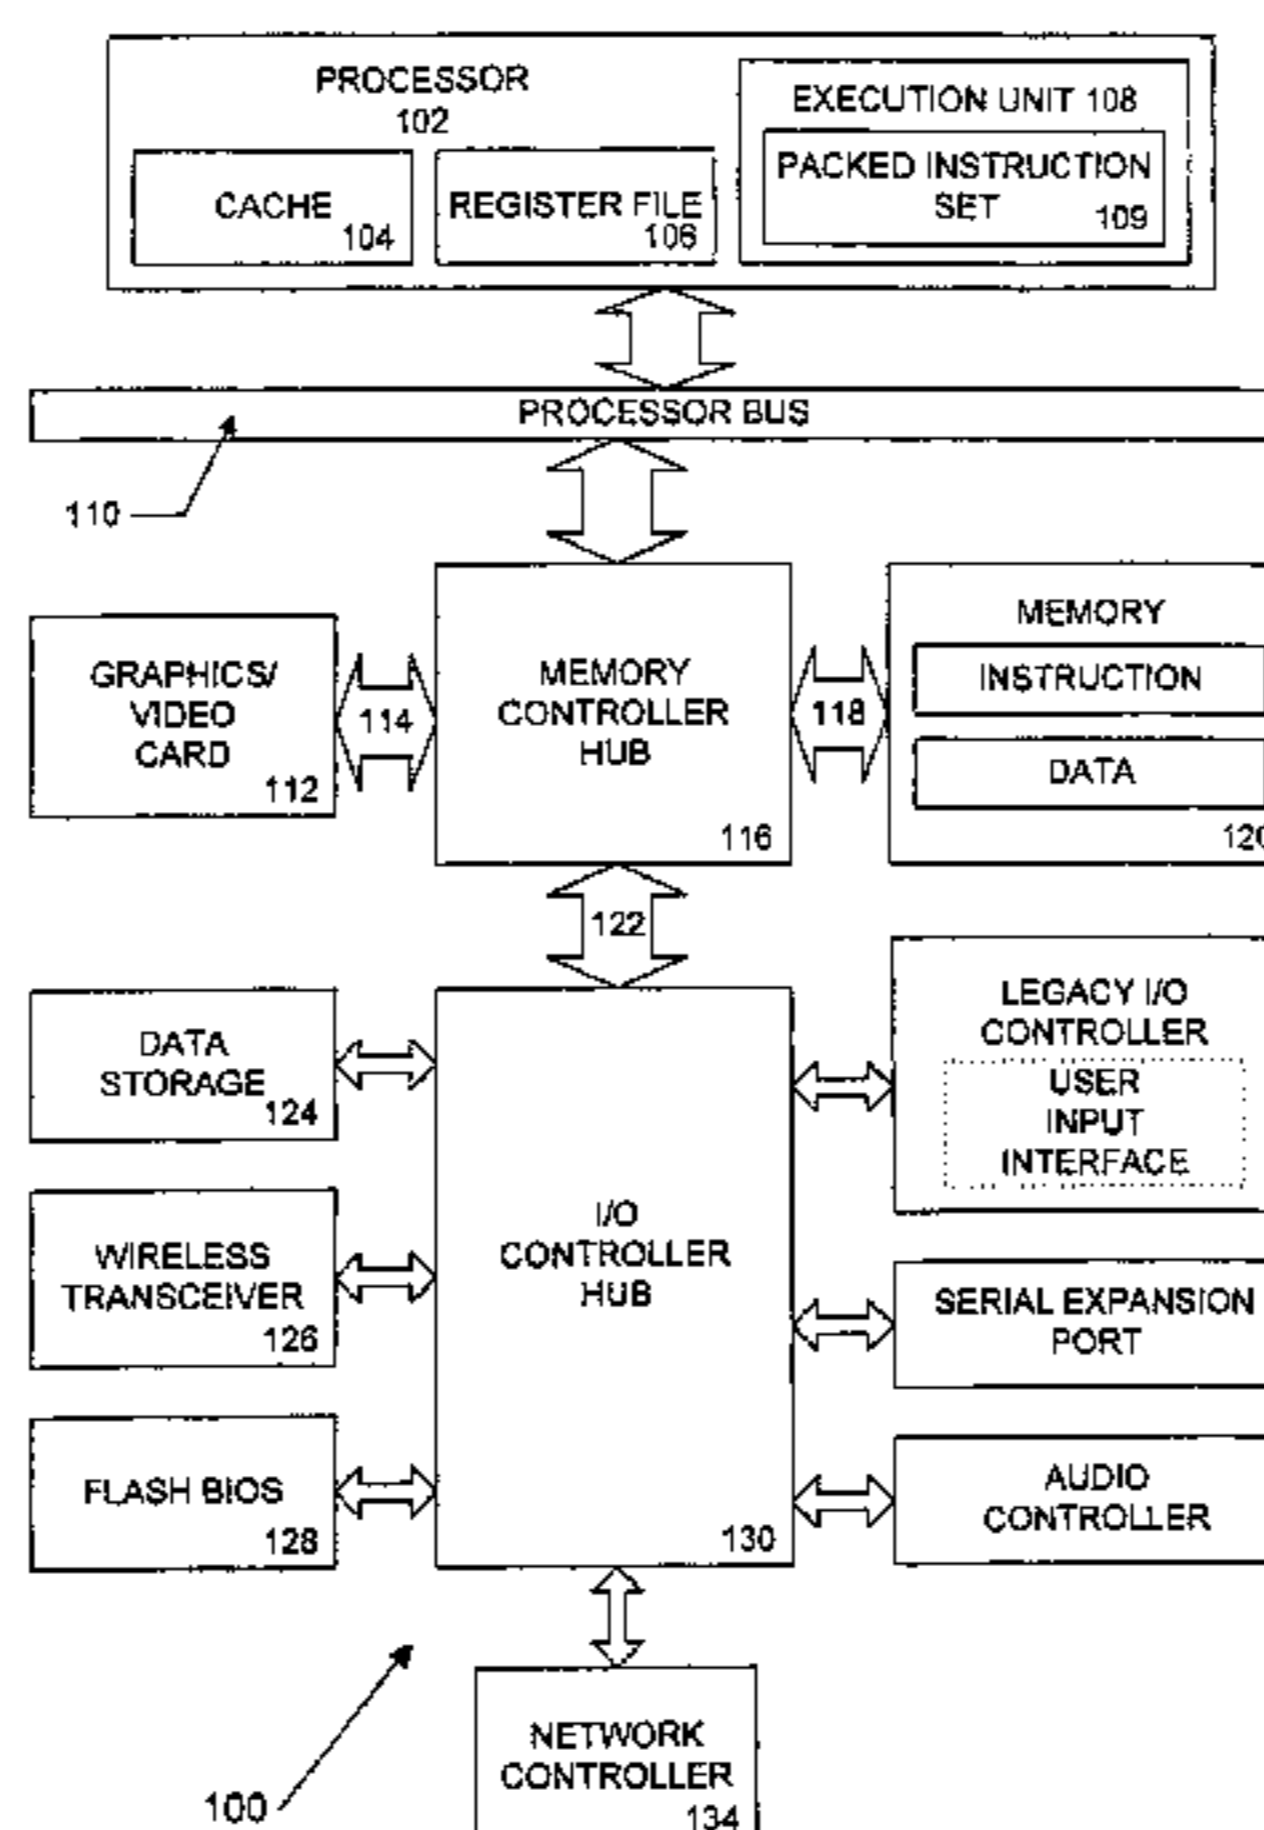 PROCESSOR
102
CACHE
104
REGISTER FILE
106
EXECUTION UNIT 108
PACKED INSTRUCTION
SET
109
PROCESSOR BUS
110
GRAPHICS/
VIDEO
CARD
112
114
MEMORY
CONTROLLER
HUB
116
118
MEMORY
INSTRUCTION
DATA
120
122
DATA
STORAGE
124
WIRELESS
TRANSCEIVER
126
FLASH BIOS
128
I/O
CONTROLLER
HUB
130
LEGACY I/O
CONTROLLER
USER
INPUT
INTERFACE
SERIAL EXPANSION
PORT
AUDIO
CONTROLLER
NETWORK
CONTROLLER
134
100